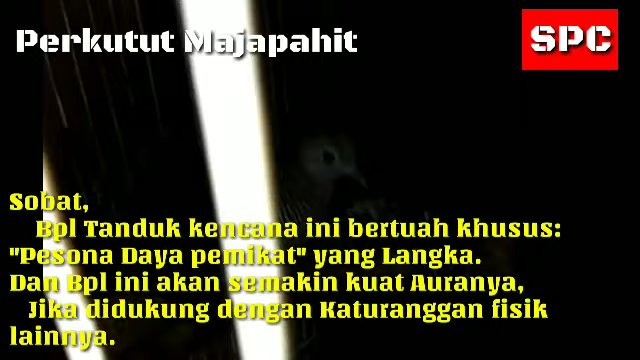 Perkutut Majapahit
SPC
Sobat,
Bpl Tanduk kencana ini bertuah khusus:
"Pesona Daya pemikat" yang Langka.
Dan Bpl ini akan semakin kuat Auranya,
Jika didukung dengan Katuranggan fisik
lainnya.